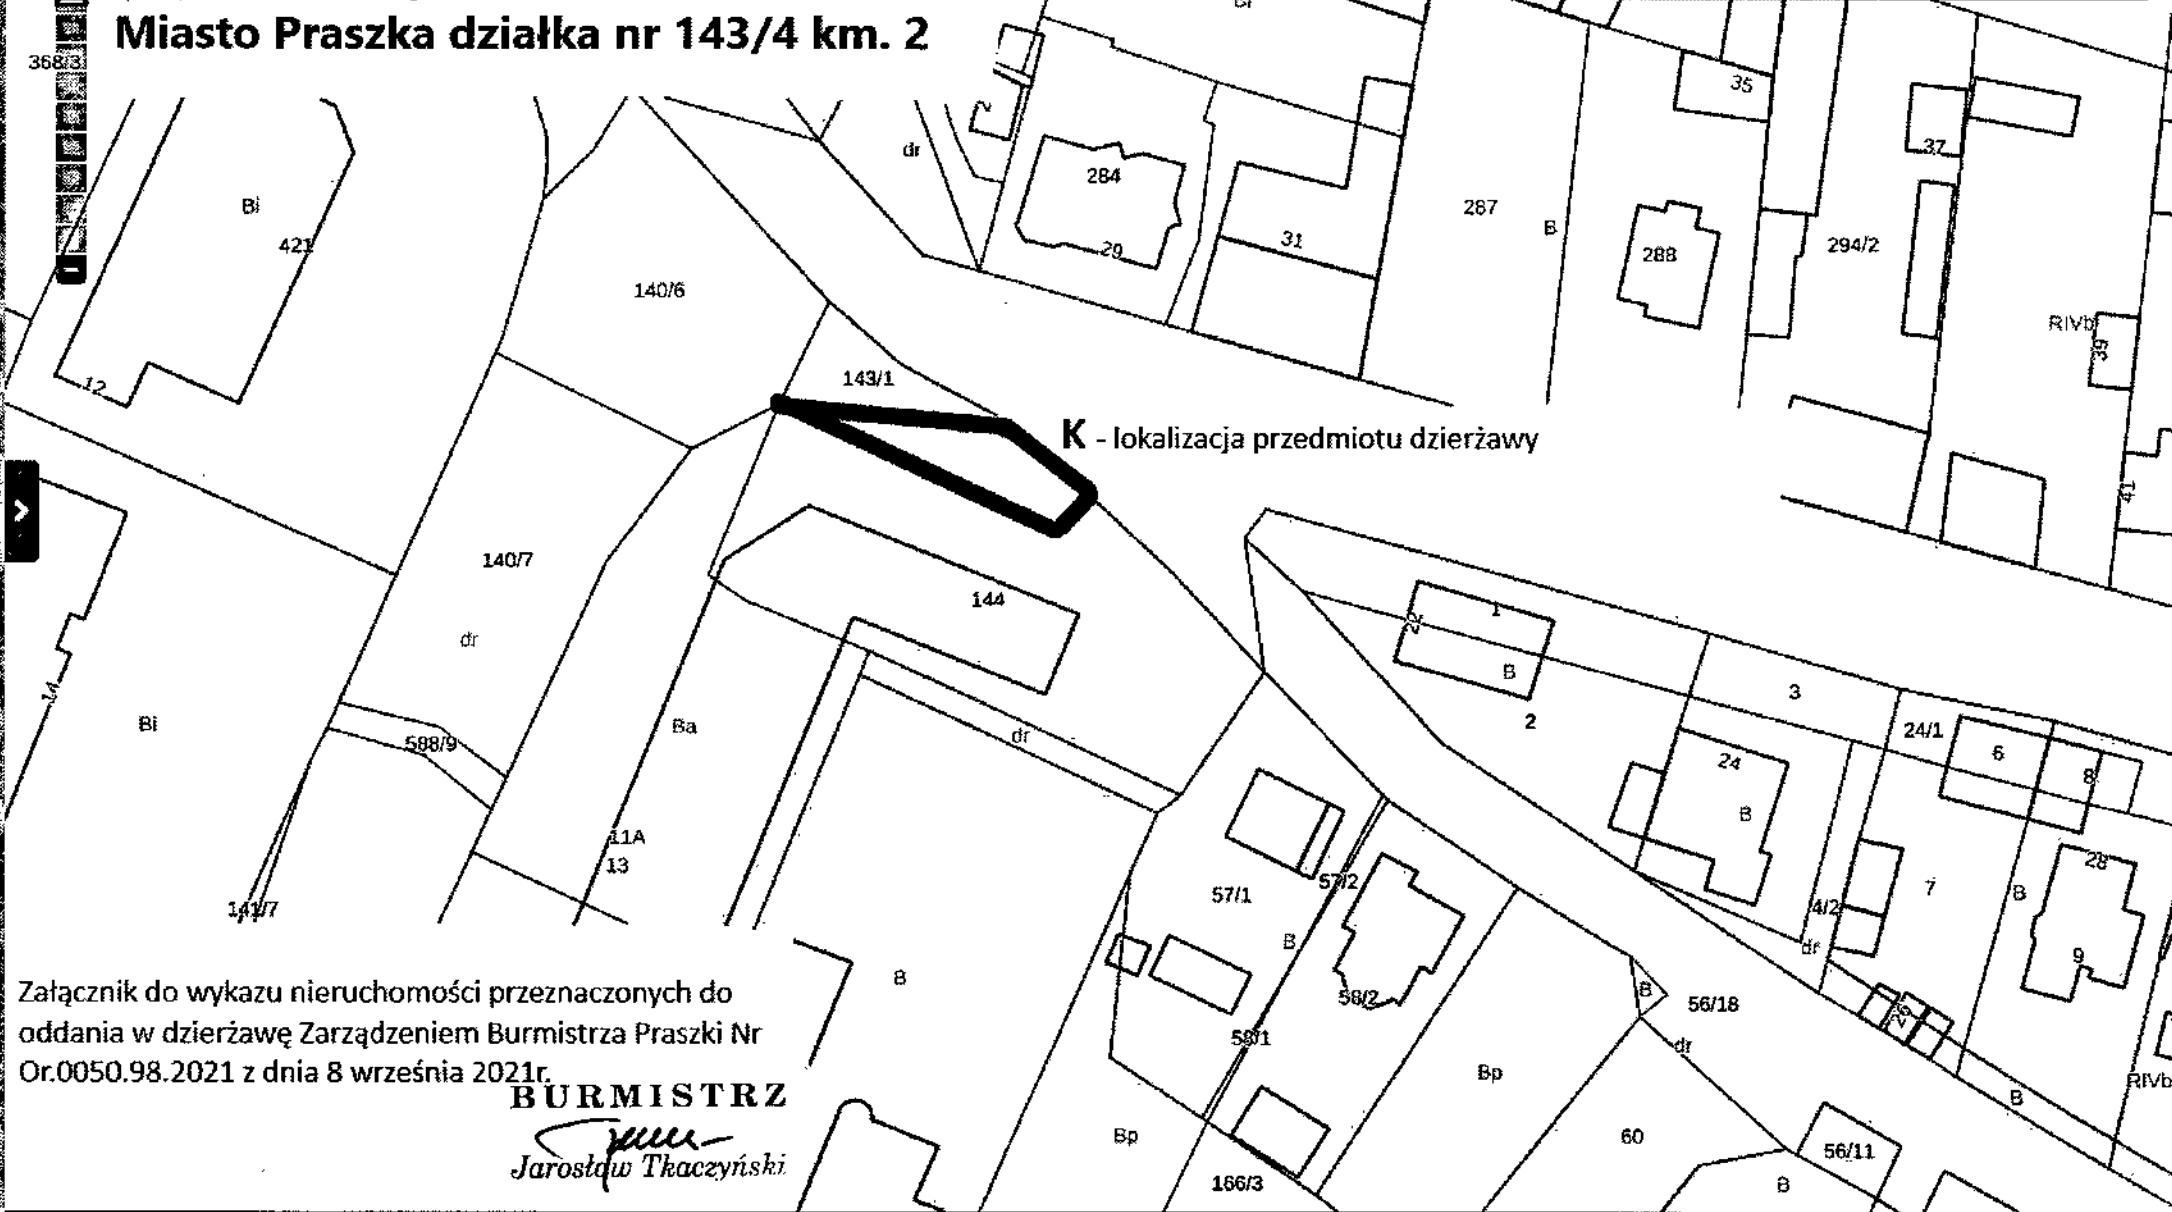 Miasto Praszka działka nr 143/4 km. 2
368/3
Bi
421
12
dr
2
284
29
31
287
B
35
288
294/2
37
RIVb
39
41
140/6
143/1
K - lokalizacja przedmiotu dzierżawy
140/7
dr
144
14
Bi
588/9
Ba
dr
11A
13
141/7
22
1
B
2
3
24
B
24/1
6
8
57/1
57/2
B
58/2
58/1
4/2
dr
7
B
28
9
26
B
B
56/18
dr
Bp
Bp
60
166/3
56/11
B
B
RIVb
Załącznik do wykazu nieruchomości przeznaczonych do
oddania w dzierżawę Zarządzeniem Burmistrza Praszki Nr
Or.0050.98.2021 z dnia 8 września 2021r.
BURMISTRZ
Jarosław Tkaczyński